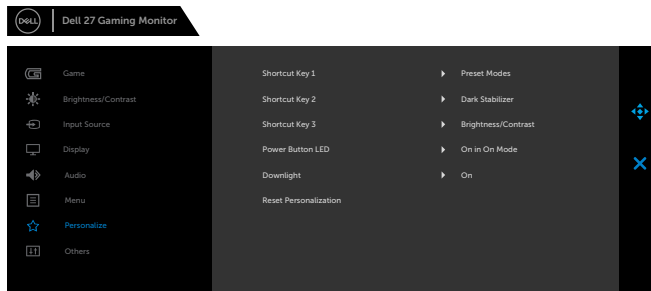 DELL Dell 27 Gaming Monitor
Game Shortcut Key 1 Preset Modes
Brightness/Contrast Shortcut Key 2 Dark Stabilizer
Input Source Shortcut Key 3 Brightness/Contrast
Display Power Button LED On in On Mode
Audio Downlight On
Menu Reset Personalization
Personalize
Others